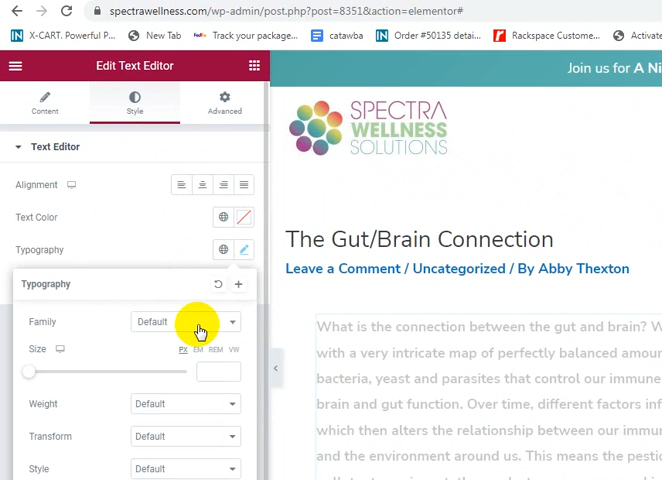 spectrawellness.com/wp-admin/post.php?post=8351&action=elementor#
X-CART. Powerful P...
New Tab
FedEx
Track your package...
catawba
IN
Order #50135 detai...
Rackspace Custome...
Activate
Edit Text Editor
Join us for A Ni
Content
Style
Advanced
SPECTRA
WELLNESS
SOLUTIONS
Text Editor
Alignment
Text Color
Typography
The Gut/Brain Connection
Leave a Comment / Uncategorized / By Abby Thexton
Typography
Family
Default
Size
PX EM REM VW
Weight
Default
Transform
Default
Style
Default
What is the connection between the gut and brain? W
with a very intricate map of perfectly balanced amou
bacteria, yeast and parasites that control our immune
brain and gut function. Over time, different factors inf
which then alters the relationship between our immu
and the environment around us. This means the pesti